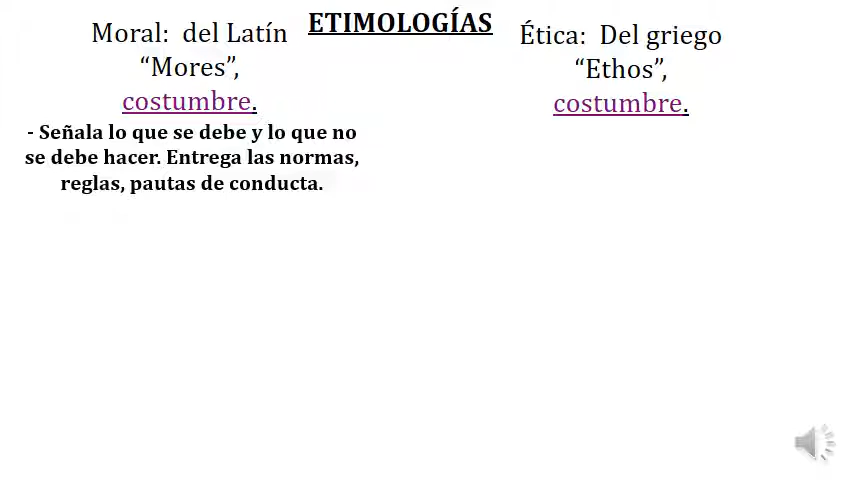 ETIMOLOGÍAS
Moral:  del Latín
“Mores”,
costumbre.
- Señala lo que se debe y lo que no
se debe hacer. Entrega las normas,
reglas, pautas de conducta.
Ética:  Del griego
“Ethos”,
costumbre.